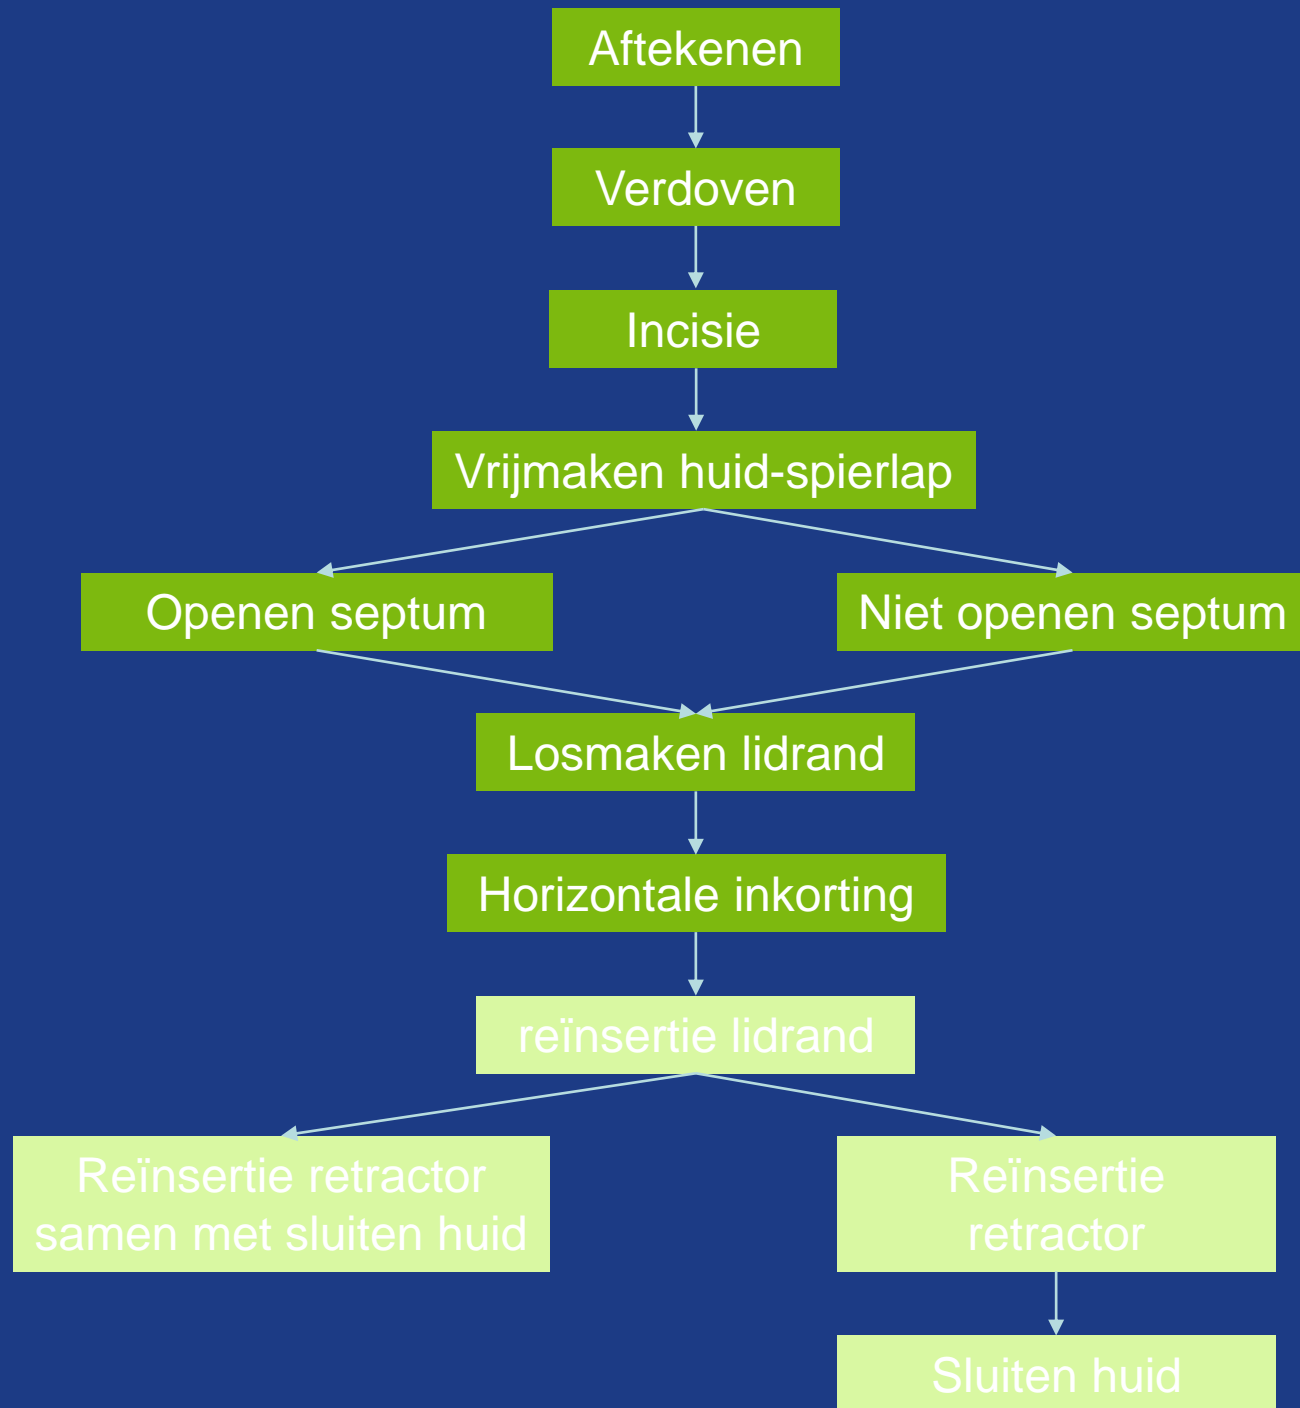 Aftekenen
Verdoven
Incisie
Vrijmaken huid-spierlap
Openen septum
Niet openen septum
Losmaken lidrand
Horizontale inkorting
reïnsertie lidrand
Reïnsertie retractor
samen met sluiten huid
Reïnsertie
retractor
Sluiten huid